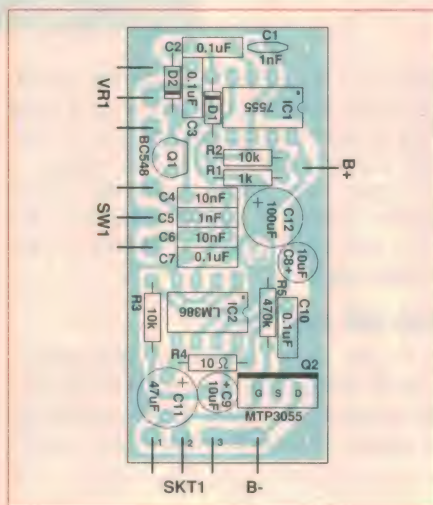 C1
C2
0.1uF
1nF
VR1
D2
0.1uF
D1
C3
7555
IC1
BC548
Q1
R2
10k
R1
1k
B+
C4
10nF
C5
1nF
C6
10nF
C7
0.1uF
SW1
+
C12
100uF
10uF
C8+
R3
10k
IC2
LM386
R5
470k
C10
0.1uF
R4
10Ω
Q2
+
C11
47uF
+C9
10uF
G S D
MTP3055
1
2
3
SKT1
B-